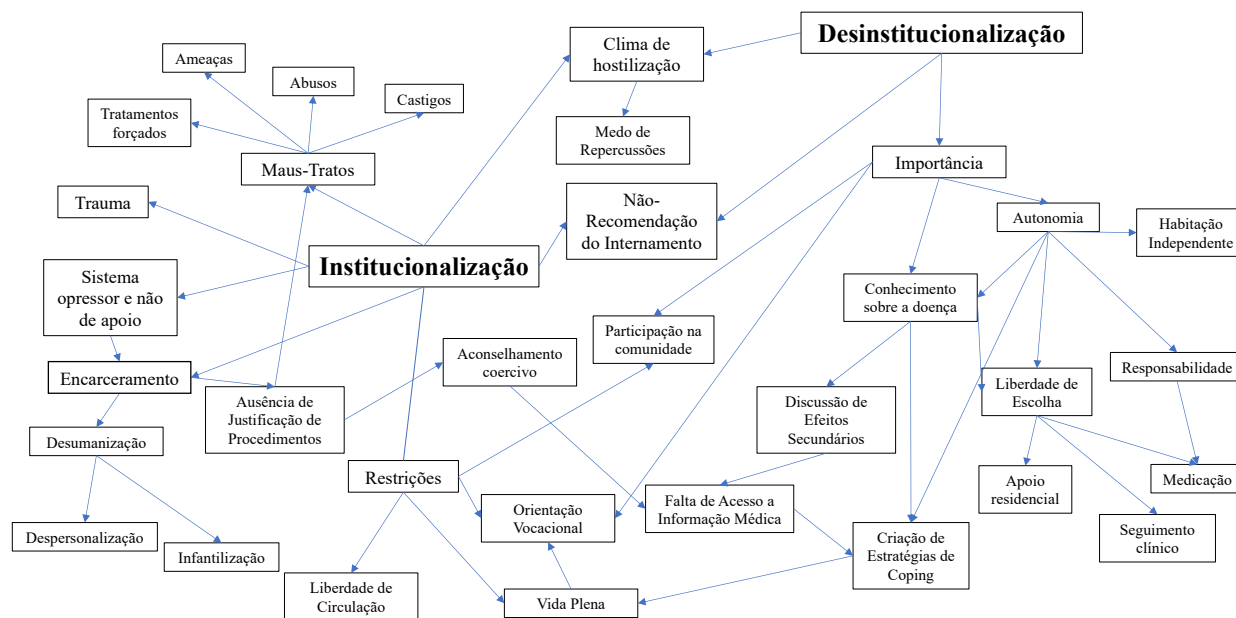 Desinstitucionalização
Clima de
hostilização
Ameaças
Abusos
Castigos
Tratamentos
forçados
Medo de
Repercussões
Maus-Tratos
Importância
Trauma
Não-
Recomendação
do Internamento
Autonomia
Habitação
Independente
Institucionalização
Sistema
opressor e não
de apoio
Conhecimento
sobre a doença
Participação na
comunidade
Aconselhamento
coercivo
Encarceramento
Responsabilidade
Ausência de
Justificação de
Procedimentos
Liberdade de
Escolha
Discussão de
Efeitos
Secundários
Desumanização
Restrições
Apoio
residencial
Medicação
Orientação
Vocacional
Falta de Acesso a
Informação Médica
Despersonalização
Infantilização
Criação de
Estratégias de
Coping
Seguimento
clínico
Liberdade de
Circulação
Vida Plena